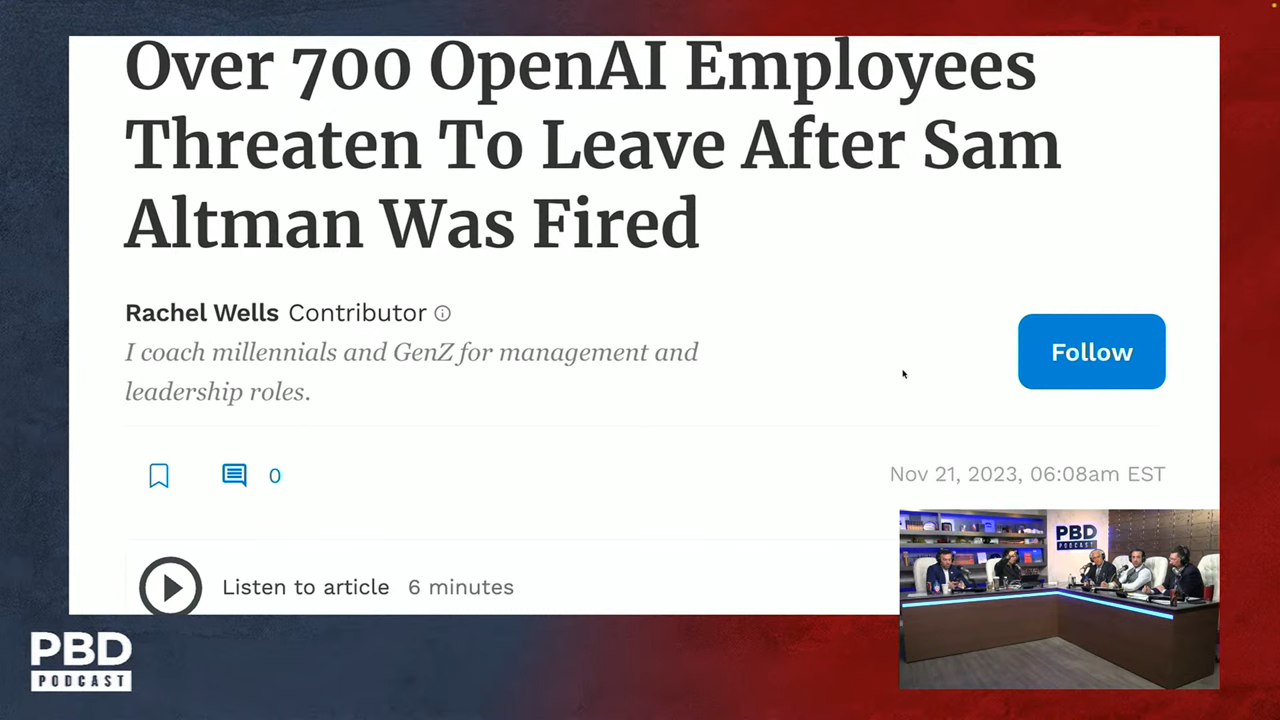 Over 700 OpenAI Employees
Threaten To Leave After Sam
Altman Was Fired
Rachel Wells Contributor
I coach millennials and GenZ for management and
leadership roles.
Follow
0
Nov 21, 2023, 06:08am EST
Listen to article 6 minutes
PBD
PODCAST
PBD
PODCAST